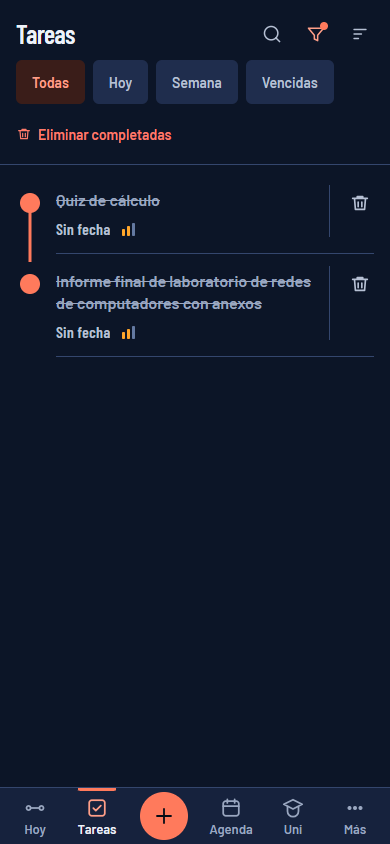 Tareas
Todas
Hoy
Semana
Vencidas
Eliminar completadas
Quiz de cálculo
Sin fecha
Informe final de laboratorio de redes
de computadores con anexos
Sin fecha
Hoy
Tareas
Agenda
Uni
Más